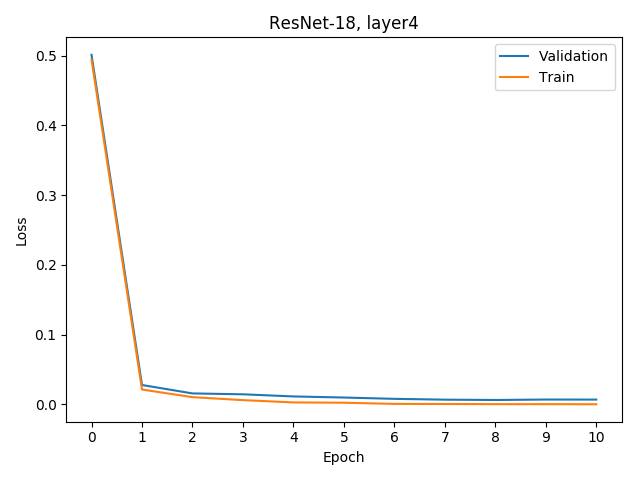 ResNet-18, layer4
Validation
Train
Loss
0.5
0.4
0.3
0.2
0.1
0.0
0 1 2 3 4 5 6 7 8 9 10
Epoch